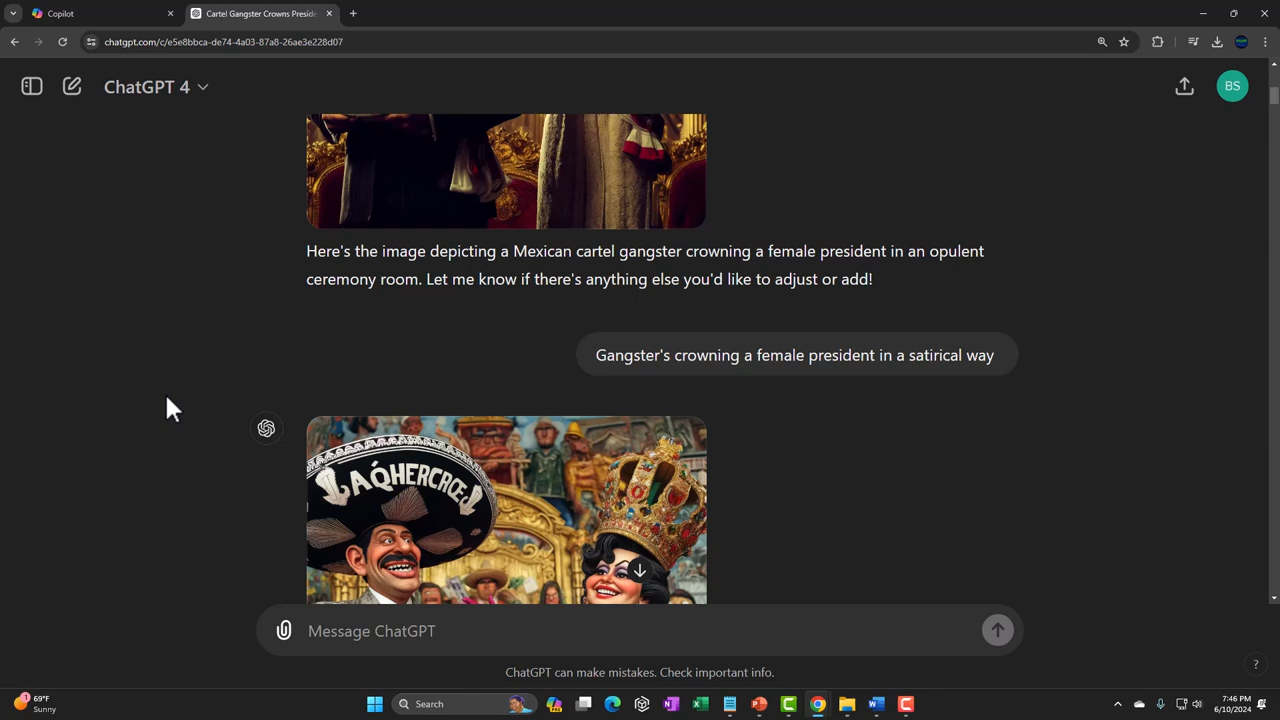 Copilot
Cartel Gangster Crowns Preside
chatgpt.com/c/e5e8bbca-de74-4a03-87a8-26ae3e228d07
ChatGPT 4
BS
Here's the image depicting a Mexican cartel gangster crowning a female president in an opulent
ceremony room. Let me know if there's anything else you'd like to adjust or add!
Gangster's crowning a female president in a satirical way
Message ChatGPT
ChatGPT can make mistakes. Check important info.
?
1
69°F
Sunny
Search
7:46 PM
6/10/2024